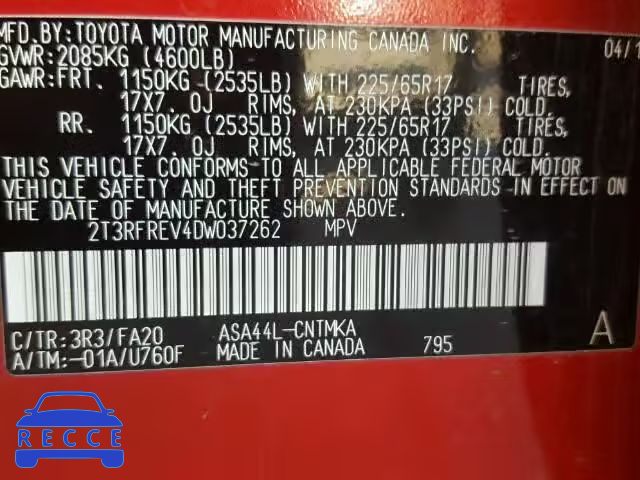 MFD.BY:TOYOTA MOTOR MANUFACTURING CANADA INC. 04/1
GVWR:2085KG (4600LB)
GAWR:FRT. 1150KG (2535LB) WITH 225/65R17 TIRES,
17X7.0J RIMS, AT 230KPA (33PSI) COLD.
RR. 1150KG (2535LB) WITH 225/65R17 TIRES,
17X7.0J RIMS, AT 230KPA (33PSI) COLD.
THIS VEHICLE CONFORMS TO ALL APPLICABLE FEDERAL MOTOR
VEHICLE SAFETY AND THEFT PREVENTION STANDARDS IN EFFECT ON
THE DATE OF MANUFACTURE SHOWN ABOVE.
2T3RFREV4DW037262 MPV
C/TR:3R3/FA20 ASA44L-CNTMKA A
A/TM:-01A/U760F MADE IN CANADA 795
RECCE